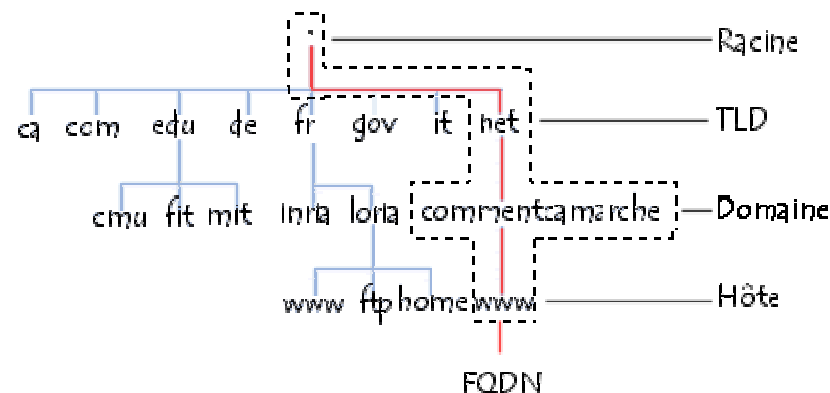 . Racine
ca com edu de fr gov it net TLD
cmu fit mit inria loria commentcamarche Domaine
www ftp home www Hôte
FQDN